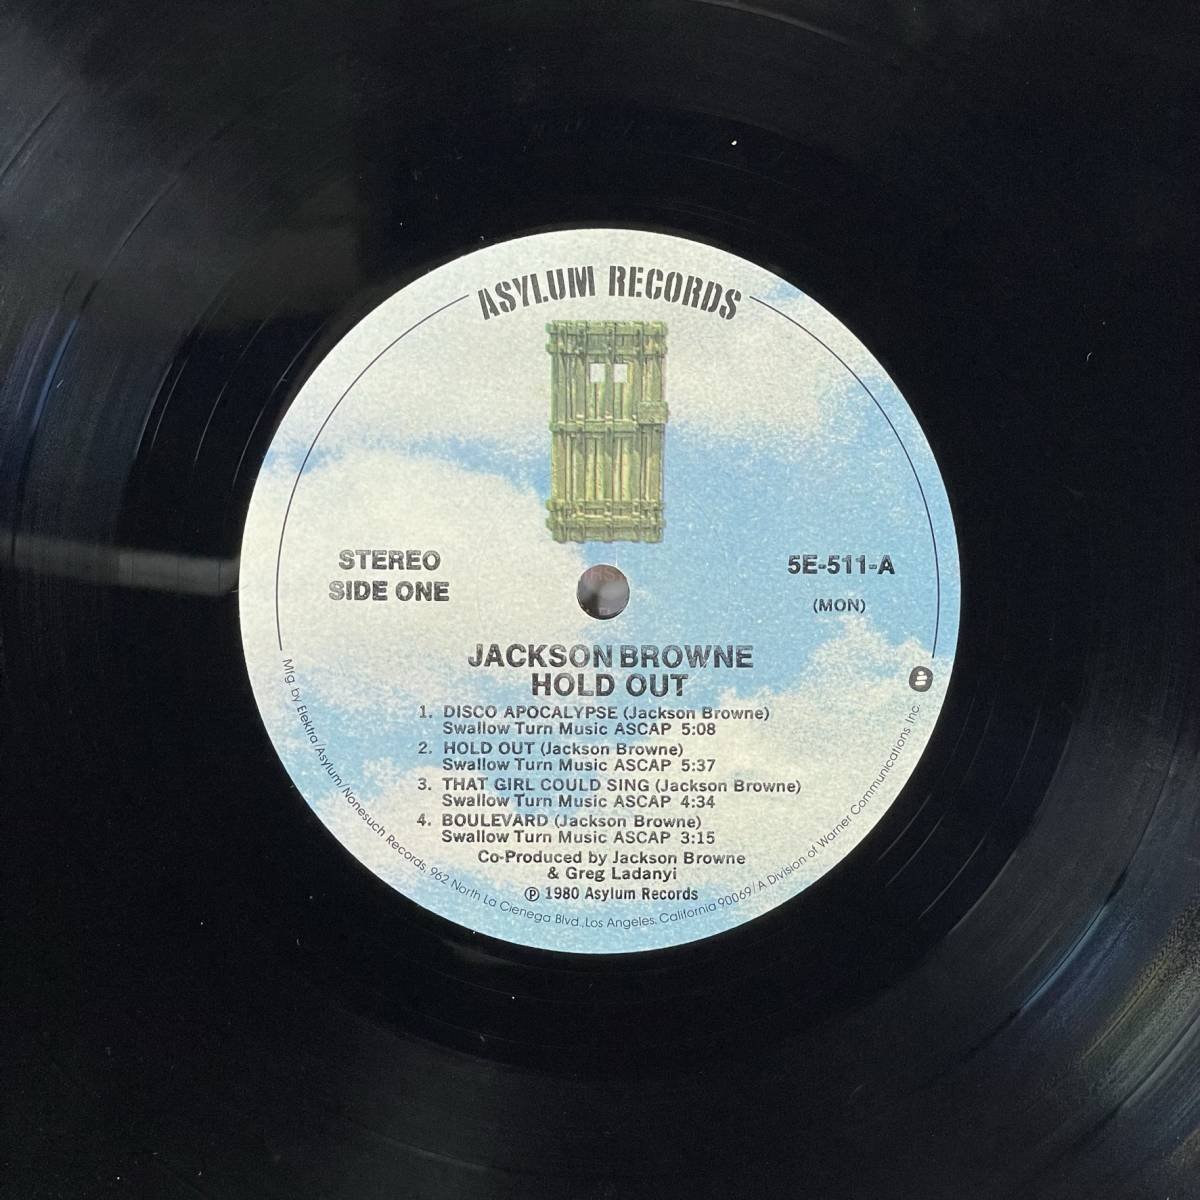 ASYLUM RECORDS
STEREO
SIDE ONE
5E-511-A
(MON)
JACKSON BROWNE
HOLD OUT
1. DISCO APOCALYPSE (Jackson Browne)
Swallow Turn Music ASCAP 5:08
2. HOLD OUT (Jackson Browne)
Swallow Turn Music ASCAP 5:37
3. THAT GIRL COULD SING (Jackson Browne)
Swallow Turn Music ASCAP 4:34
4. BOULEVARD (Jackson Browne)
Swallow Turn Music ASCAP 3:15
Co-Produced by Jackson Browne
& Greg Ladanyi
℗ 1980 Asylum Records
Mfg. by Elektra/Asylum/Nonesuch Records, 962 North La Cienega Blvd., Los Angeles, California 90069/A Division of Warner Communications Inc.